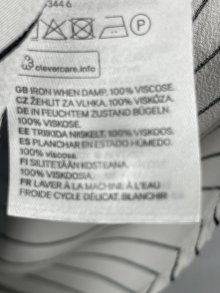 53446
clevercare.info
GB IRON WHEN DAMP, 100% VISCOSE.
CZ ŽEHLIT ZA VLHKA, 100% VISKÓZA.
DE IN FEUCHTEM ZUSTAND BÜGELN,
100% VISKOSE.
EE TRIIKIDA NIISKELT. 100% VISKOOS.
ES PLANCHAR EN ESTADO HÚMEDO.
100% viscose.
FI SILITETÄÄN KOSTEANA.
100% VISKOOSIA.
FR LAVER À LA MACHINE À L'EAU
FROIDE CYCLE DÉLICAT. BLANCHIR